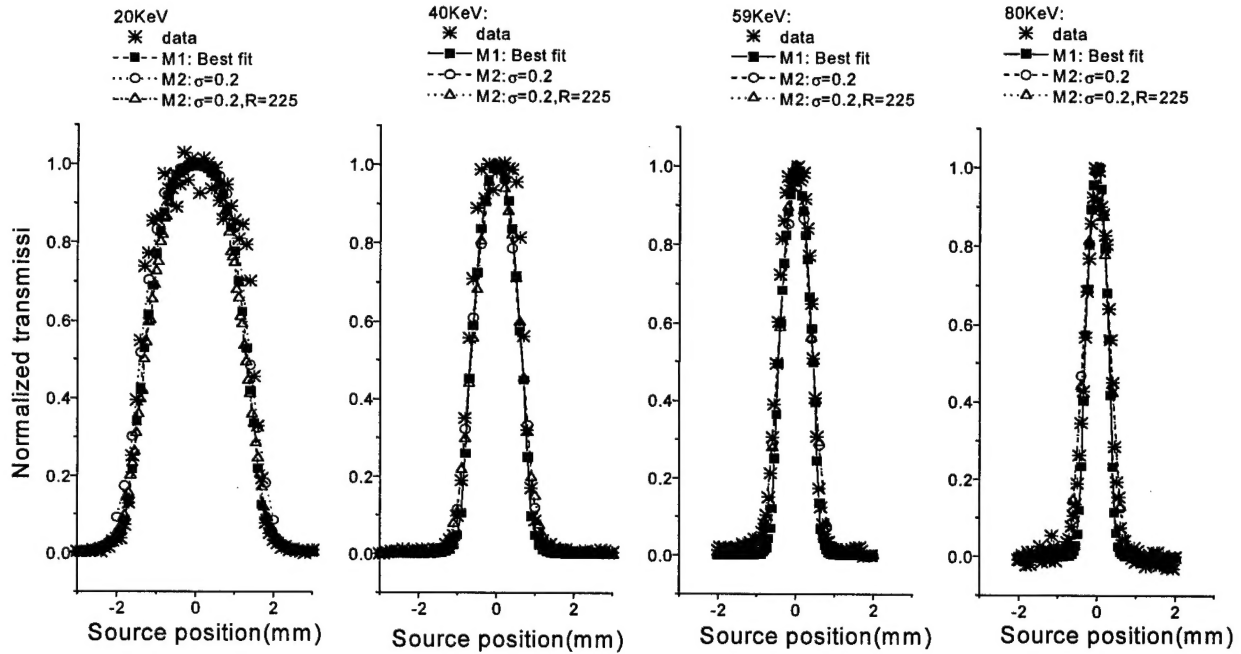 20KeV
data
M1: Best fit
M2:σ=0.2
M2:σ=0.2,R=225
40KeV:
data
M1: Best fit
M2:σ=0.2
M2:σ=0.2,R=225
59KeV:
data
M1: Best fit
M2:σ=0.2
M2:σ=0.2,R=225
80KeV:
data
M1: Best fit
M2:σ=0.2
M2:σ=0.2,R=225
Normalized transmissi
1.0
0.8
0.6
0.4
0.2
0.0
-2 0 2
Source position(mm)
1.0
0.8
0.6
0.4
0.2
0.0
-2 0 2
Source position(mm)
1.0
0.8
0.6
0.4
0.2
0.0
-2 0 2
Source position(mm)
1.0
0.8
0.6
0.4
0.2
0.0
-2 0 2
Source position(mm)